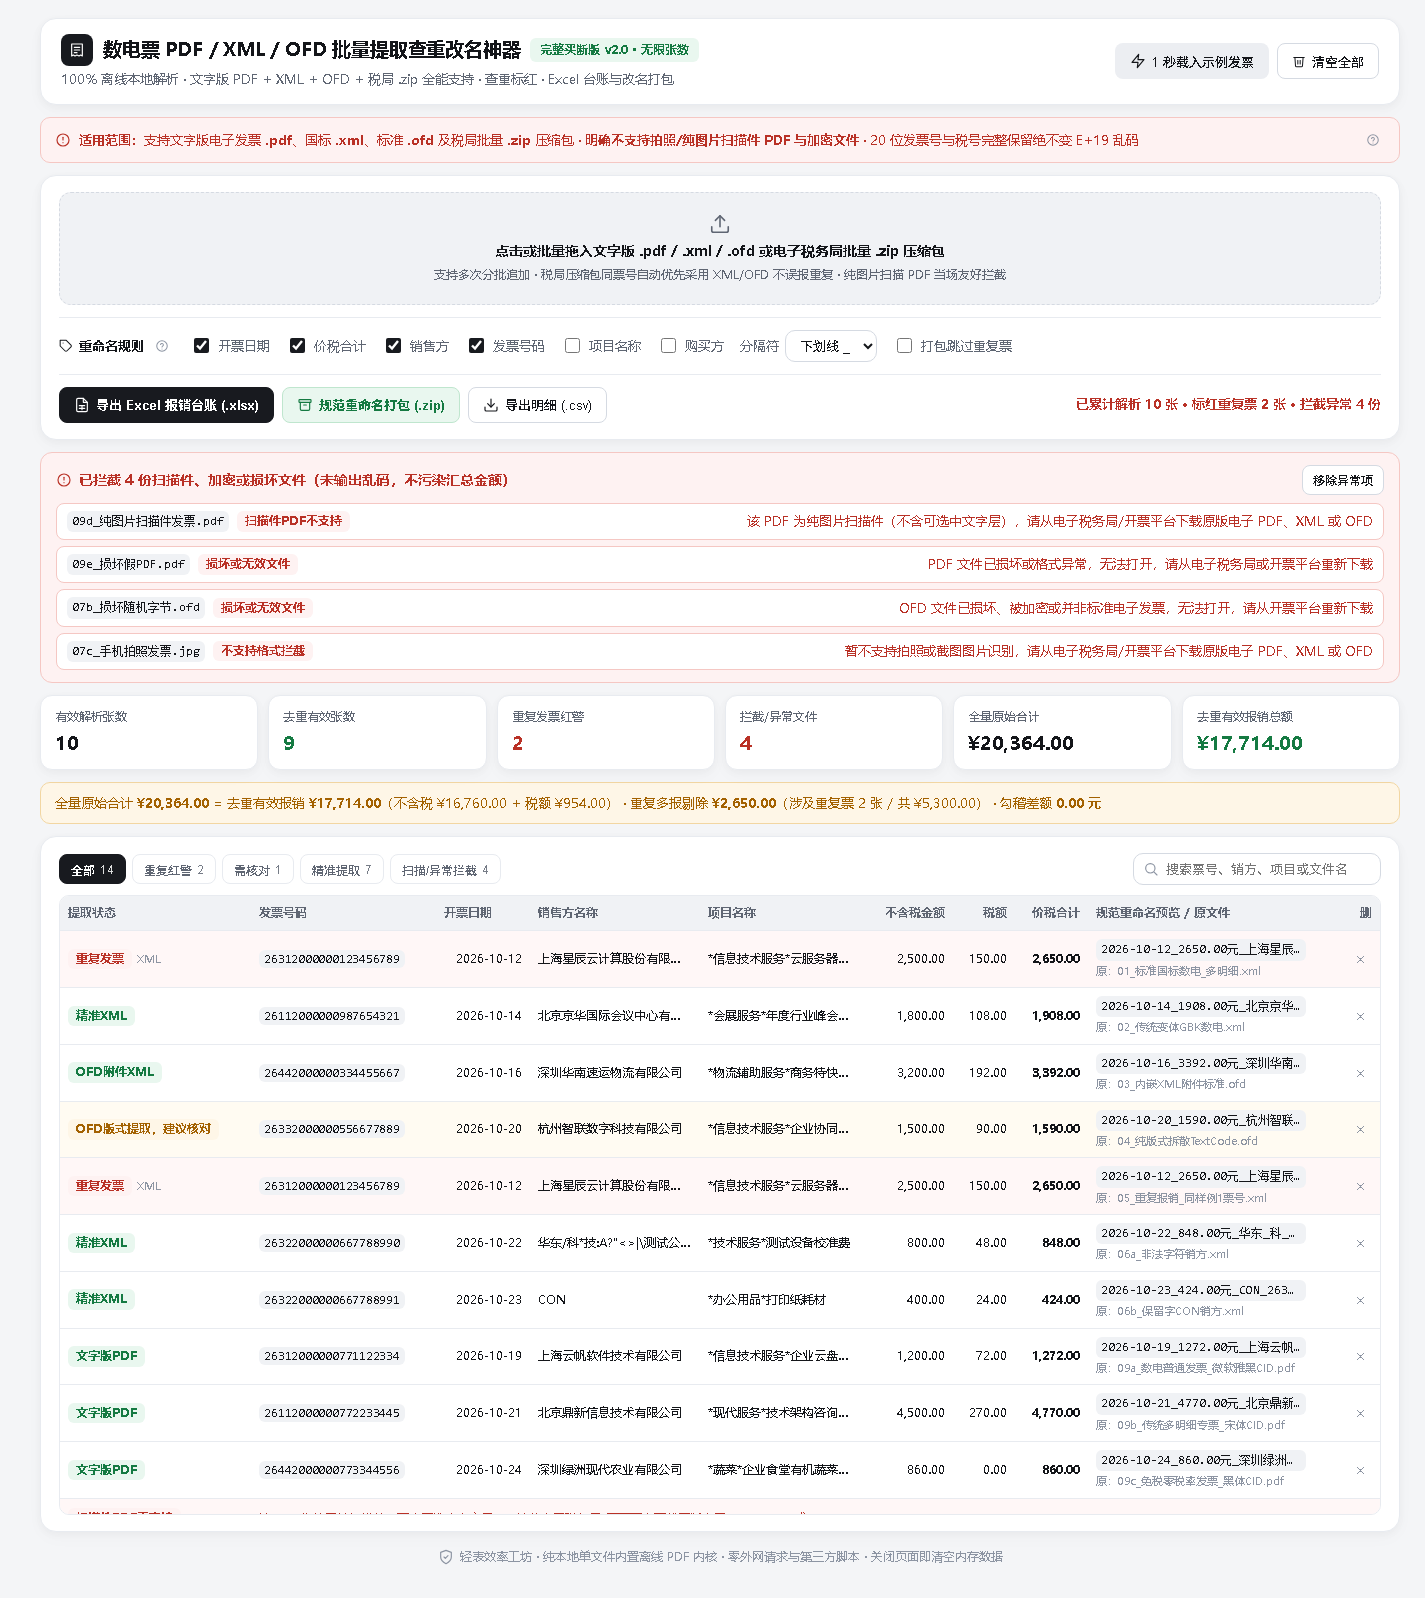 数电票 PDF / XML / OFD 批量提取查重改名神器 完整买断版 v2.0 • 无限张数
100% 离线本地解析 · 文字版 PDF + XML + OFD + 税局 .zip 全能支持 · 查重标红 · Excel 台账与改名打包
1 秒载入示例发票
清空全部
适用范围：支持文字版电子发票 .pdf、国标 .xml、标准 .ofd 及税局批量 .zip 压缩包 · 明确不支持拍照/纯图片扫描件 PDF 与加密文件 · 20 位发票号与税号完整保留绝不变 E+19 乱码
点击或批量拖入文字版 .pdf / .xml / .ofd 或电子税务局批量 .zip 压缩包
支持多次分批追加 · 税局压缩包同票号自动优先采用 XML/OFD 不误报重复 · 纯图片扫描 PDF 当场友好拦截
重命名规则 开票日期 价税合计 销售方 发票号码 项目名称 购买方 分隔符 下划线 _ 打包跳过重复票
导出 Excel 报销台账 (.xlsx) 规范重命名打包 (.zip) 导出明细 (.csv) 已累计解析 10 张 • 标红重复票 2 张 • 拦截异常 4 份
已拦截 4 份扫描件、加密或损坏文件（未输出乱码，不污染汇总金额） 移除异常项
09d_纯图片扫描件发票.pdf 扫描件PDF不支持 该 PDF 为纯图片扫描件（不含可选中文字层），请从电子税务局/开票平台下载原版电子 PDF、XML 或 OFD
09e_损坏假PDF.pdf 损坏或无效文件 PDF 文件已损坏或格式异常，无法打开，请从电子税务局或开票平台重新下载
07b_损坏随机字节.ofd 损坏或无效文件 OFD 文件已损坏、被加密或并非标准电子发票，无法打开，请从开票平台重新下载
07c_手机拍照发票.jpg 不支持格式拦截 暂不支持拍照或截图图片识别，请从电子税务局/开票平台下载原版电子 PDF、XML 或 OFD
有效解析张数 去重有效张数 重复发票红警 拦截/异常文件 全量原始合计 去重有效报销总额
10 9 2 4 ¥20,364.00 ¥17,714.00
全量原始合计 ¥20,364.00 = 去重有效报销 ¥17,714.00（不含税 ¥16,760.00 + 税额 ¥954.00） · 重复多报剔除 ¥2,650.00（涉及重复票 2 张 / 共 ¥5,300.00） · 勾稽差额 0.00 元
全部 14 重复红警 2 需核对 1 精准提取 7 扫描/异常拦截 4 搜索票号、销方、项目或文件名
提取状态 发票号码 开票日期 销售方名称 项目名称 不含税金额 税额 价税合计 规范重命名预览 / 原文件 删
重复发票 XML 26312000000123456789 2026-10-12 上海星辰云计算股份有限... *信息技术服务*云服务器... 2,500.00 150.00 2,650.00 2026-10-12_2650.00元_上海星辰… ×
原：01_标准国标数电_多明细.xml
精准XML 26112000000987654321 2026-10-14 北京京华国际会议中心有... *会展服务*年度行业峰会... 1,800.00 108.00 1,908.00 2026-10-14_1908.00元_北京京华… ×
原：02_传统变体GBK数电.xml
OFD附件XML 26442000000334455667 2026-10-16 深圳华南速运物流有限公司 *物流辅助服务*商务特快... 3,200.00 192.00 3,392.00 2026-10-16_3392.00元_深圳华南… ×
原：03_内嵌XML附件标准.ofd
OFD版式提取，建议核对 26332000000556677889 2026-10-20 杭州智联数字科技有限公司 *信息技术服务*企业协同... 1,500.00 90.00 1,590.00 2026-10-20_1590.00元_杭州智联… ×
原：04_纯版式拆散TextCode.ofd
重复发票 XML 26312000000123456789 2026-10-12 上海星辰云计算股份有限... *信息技术服务*云服务器... 2,500.00 150.00 2,650.00 2026-10-12_2650.00元_上海星辰… ×
原：05_重复报销_同样例1票号.xml
精准XML 26322000000667788990 2026-10-22 华东/科*技:A?"<>|\测试公... *技术服务*测试设备校准费 800.00 48.00 848.00 2026-10-22_848.00元_华东_科_… ×
原：06a_非法字符销方.xml
精准XML 26322000000667788991 2026-10-23 CON *办公用品*打印纸耗材 400.00 24.00 424.00 2026-10-23_424.00元_CON_263… ×
原：06b_保留字CON销方.xml
文字版PDF 26312000000771122334 2026-10-19 上海云帆软件技术有限公司 *信息技术服务*企业云盘... 1,200.00 72.00 1,272.00 2026-10-19_1272.00元_上海云帆… ×
原：09a_数电普通发票_微软雅黑CID.pdf
文字版PDF 26112000000772233445 2026-10-21 北京鼎新信息技术有限公司 *现代服务*技术架构咨询... 4,500.00 270.00 4,770.00 2026-10-21_4770.00元_北京鼎新… ×
原：09b_传统多明细专票_宋体CID.pdf
文字版PDF 26442000000773344556 2026-10-24 深圳绿洲现代农业有限公司 *蔬菜*企业食堂有机蔬菜... 860.00 0.00 860.00 2026-10-24_860.00元_深圳绿洲… ×
原：09c_免税零税率发票_黑体CID.pdf
轻表效率工坊 · 纯本地单文件内置离线 PDF 内核 · 零外网请求与第三方脚本 · 关闭页面即清空内存数据